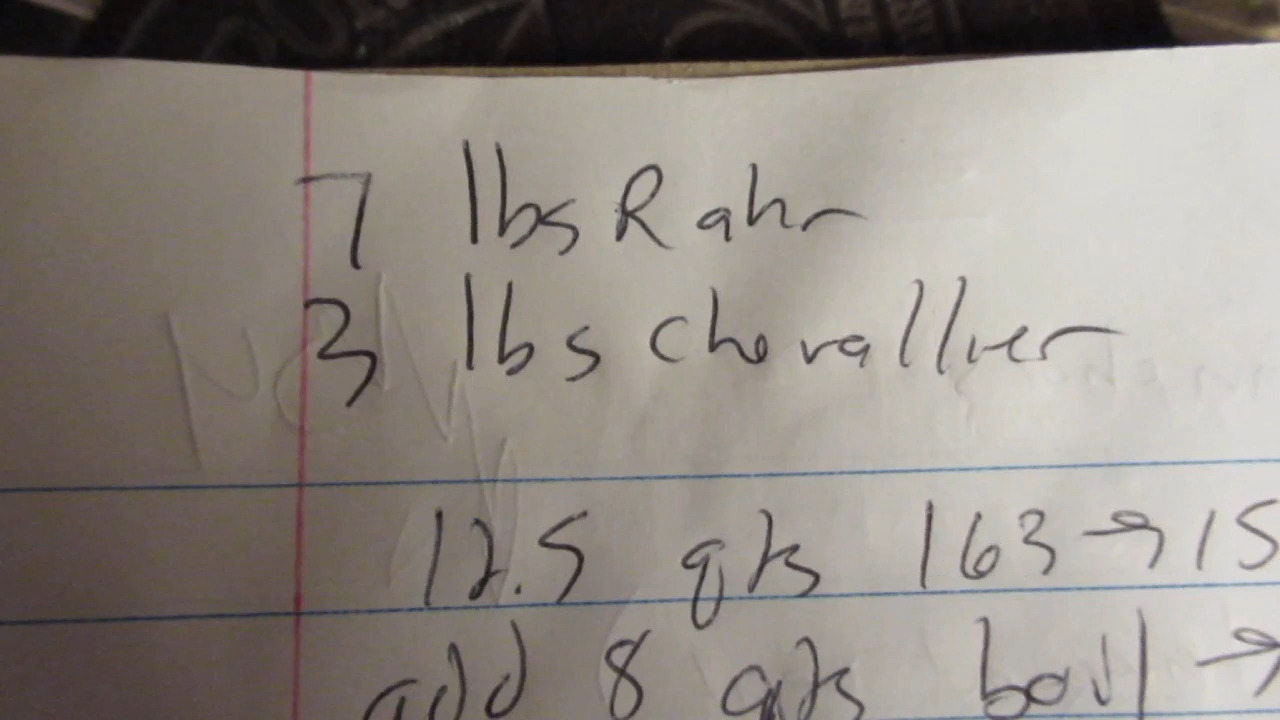 7 lbs Rahr
3 lbs Chevallier
12.5 qts 163→15
add 8 qts boil →